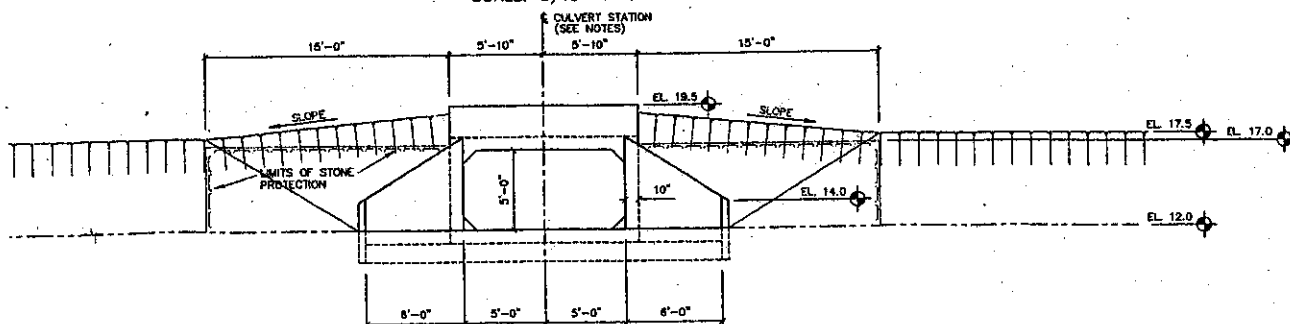 ℄ CULVERT STATION
(SEE NOTES)
15'-0"
5'-10"
5'-10"
15'-0"
EL. 19.5
SLOPE
SLOPE
EL. 17.5
EL. 17.0
LIMITS OF STONE
PROTECTION
5'-0"
10"
EL. 14.0
EL. 12.0
6'-0"
5'-0"
5'-0"
6'-0"